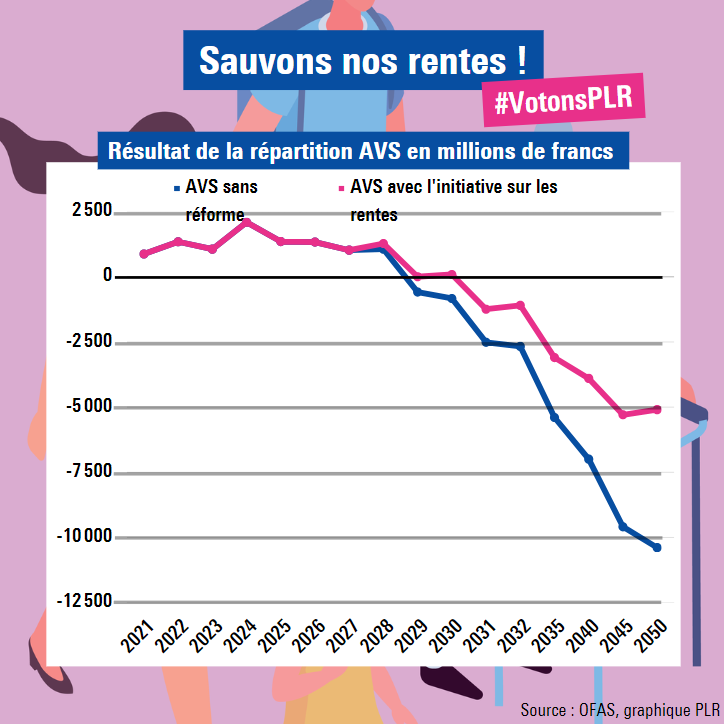 Sauvons nos rentes !
#VotonsPLR
Résultat de la répartition AVS en millions de francs
AVS sans
réforme
AVS avec l'initiative sur les
rentes
2 500
0
-2 500
-5 000
-7 500
-10 000
-12 500
2021
2022
2023
2024
2025
2026
2027
2028
2029
2030
2031
2032
2035
2040
2045
2050
Source : OFAS, graphique PLR